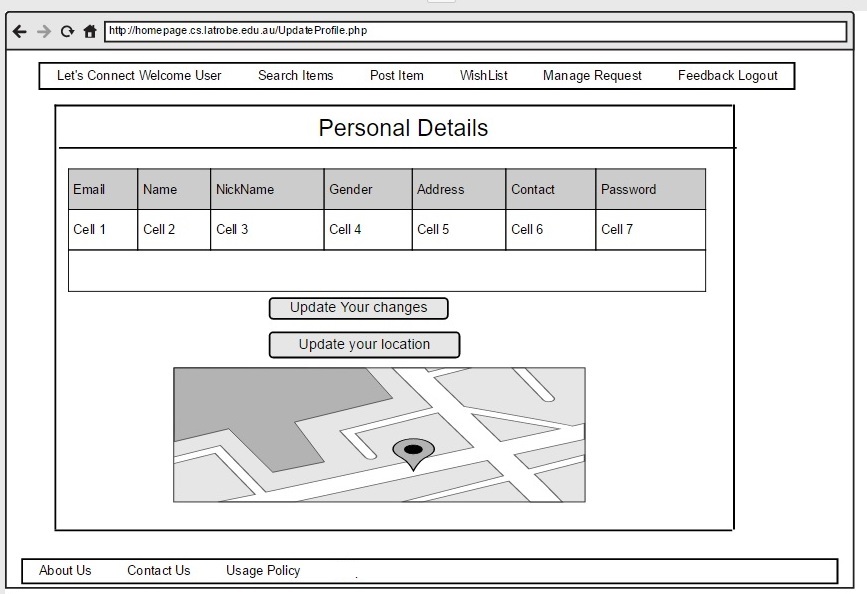 http://homepage.cs.latrobe.edu.au/UpdateProfile.php
Let's Connect Welcome User Search Items Post Item WishList Manage Request Feedback Logout
Personal Details
Email Name NickName Gender Address Contact Password
Cell 1 Cell 2 Cell 3 Cell 4 Cell 5 Cell 6 Cell 7
Update Your changes
Update your location
About Us Contact Us Usage Policy .